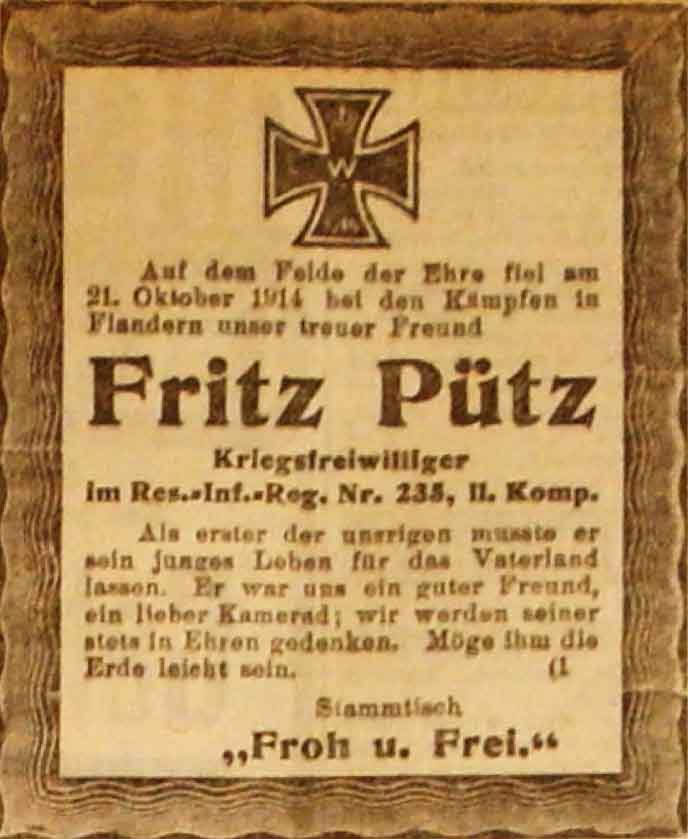 W
Auf dem Felde der Ehre fiel am
21. Oktober 1914 bei den Kämpfen in
Flandern unser treuer Freund
Fritz Pütz
Kriegsfreiwilliger
im Res.-Inf.-Reg. Nr. 235, 11. Komp.
Als erster der unsrigen musste er
sein junges Leben für das Vaterland
lassen. Er war uns ein guter Freund,
ein lieber Kamerad; wir werden seiner
stets in Ehren gedenken. Möge ihm die
Erde leicht sein. (1
Stammtisch
„Froh u. Frei.“